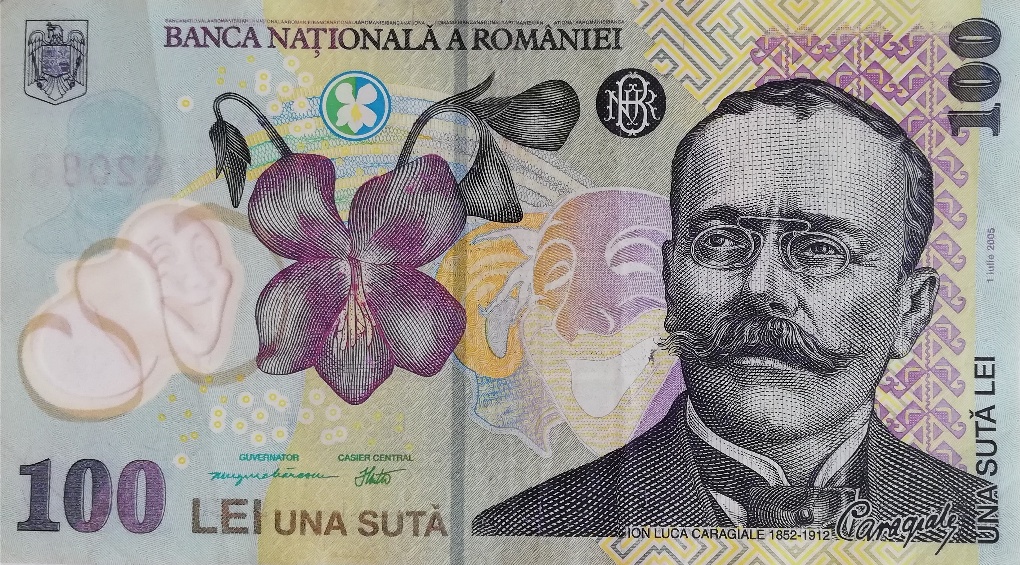 BANCA NAȚIONALĂ A ROMÂNIEI
100
BNR
1 iulie 2005
GUVERNATOR CASIER CENTRAL
100
LEI UNA SUTĂ
UNA SUTĂ LEI
ION LUCA CARAGIALE 1852-1912
Caragiale